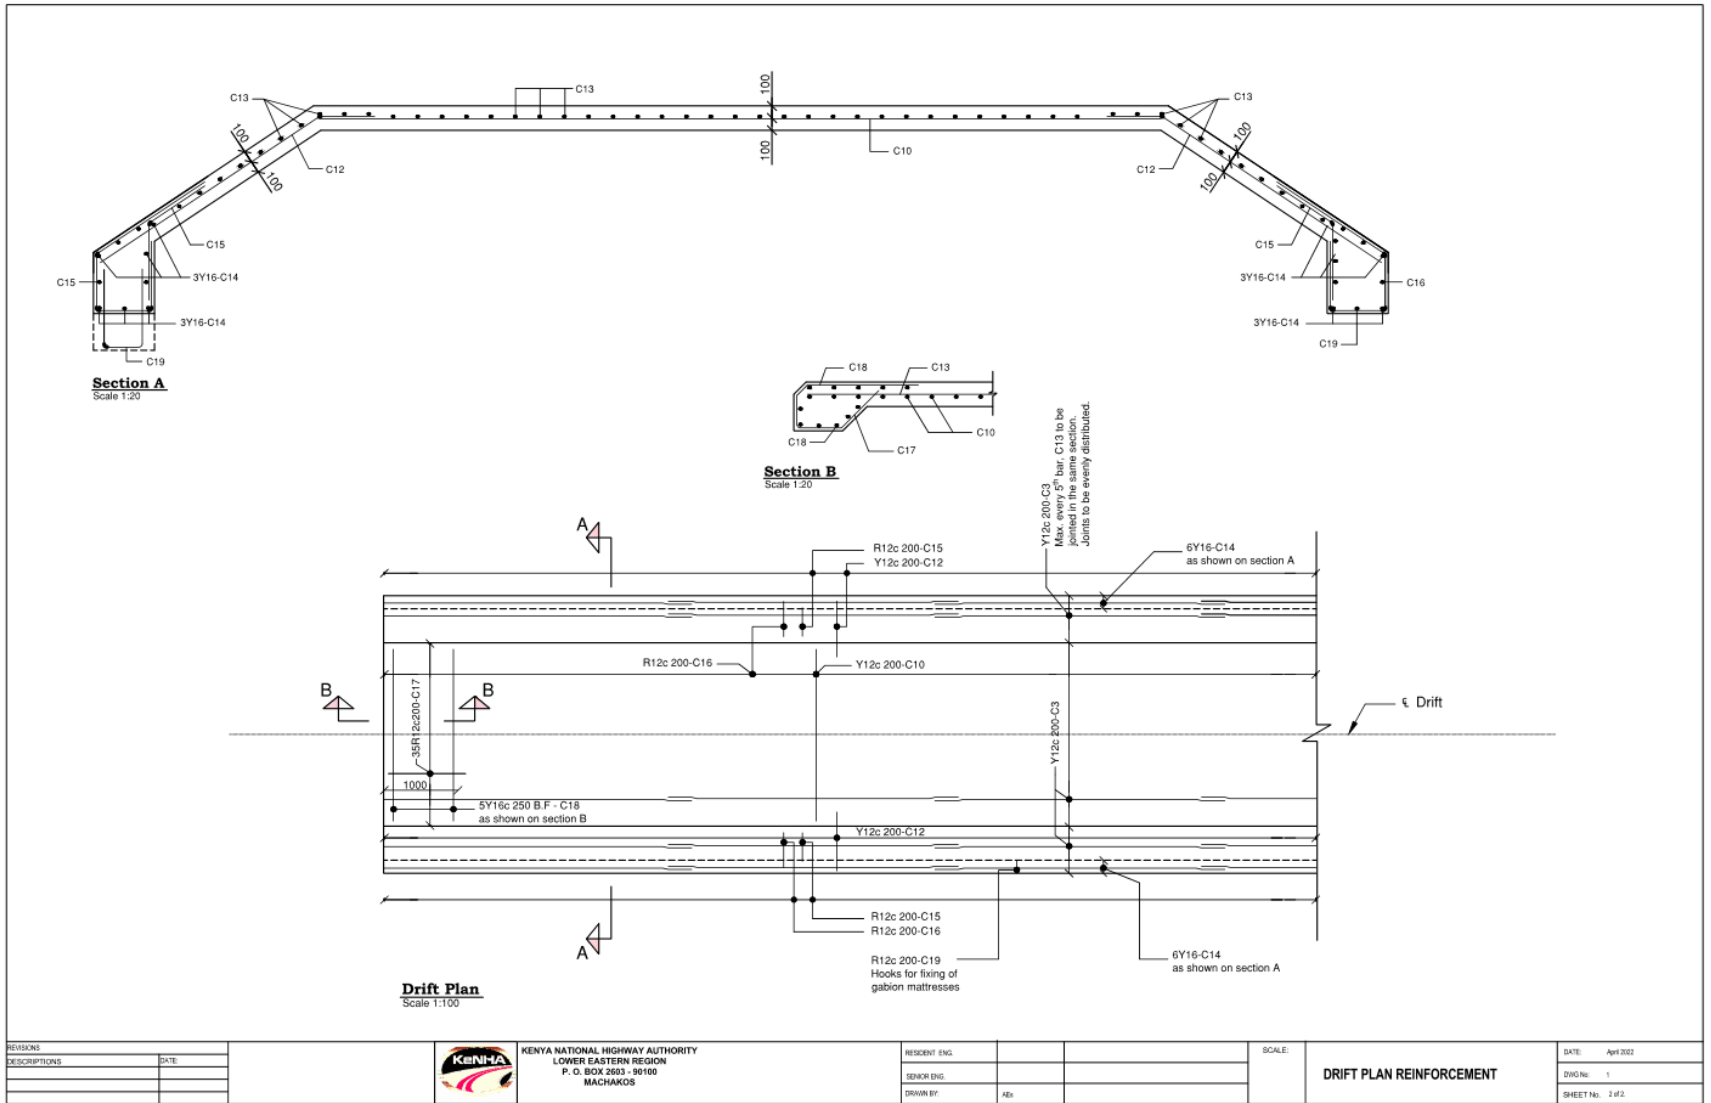 100
C13
C13
C13
100
100
C12
100
C10
C12
100
100
100
C15
C15
C15
3Y16-C14
3Y16-C14
C16
3Y16-C14
3Y16-C14
C19
C19
Section A
Scale 1:20
C18
C13
C18
C10
C17
Section B
Scale 1:20
Y12c 200-C3
Max. every 5th bar, C13 to be
jointed in the same section.
Joints to be evenly distributed.
A
R12c 200-C15
Y12c 200-C12
6Y16-C14
as shown on section A
R12c 200-C16
Y12c 200-C10
B
B
35R12c200-C17
Y12c 200-C3
℄ Drift
1000
5Y16c 250 B.F - C18
as shown on section B
Y12c 200-C12
R12c 200-C15
R12c 200-C16
A
R12c 200-C19
Hooks for fixing of
gabion mattresses
6Y16-C14
as shown on section A
Drift Plan
Scale 1:100
REVISIONS
DESCRIPTIONS
DATE:
KeNHA
KENYA NATIONAL HIGHWAY AUTHORITY
LOWER EASTERN REGION
P. O. BOX 2603 - 90100
MACHAKOS
RESIDENT ENG.
SENIOR ENG.
DRAWN BY:
AEs
SCALE:
DRIFT PLAN REINFORCEMENT
DATE:
April 2022
DWG No:
1
SHEET No.
2 of 2.